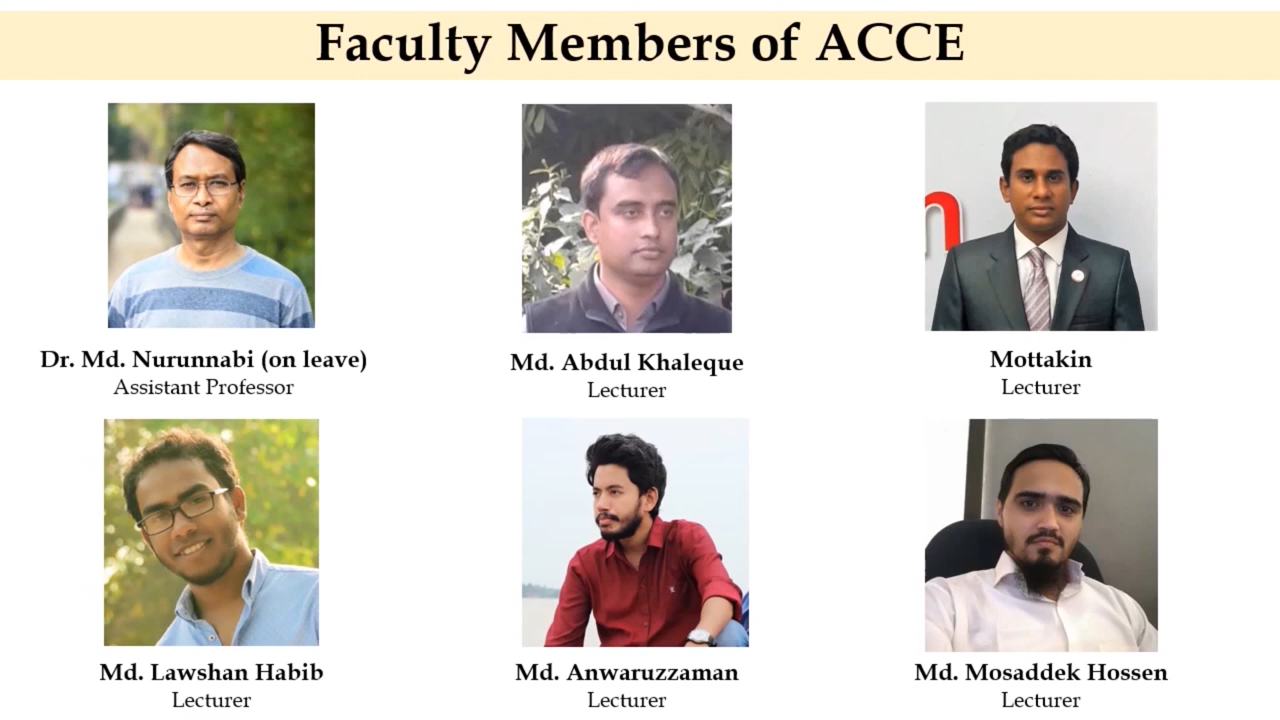 Faculty Members of ACCE
Dr. Md. Nurunnabi (on leave)
Assistant Professor
Md. Abdul Khaleque
Lecturer
n
Mottakin
Lecturer
Md. Lawshan Habib
Lecturer
Md. Anwaruzzaman
Lecturer
Md. Mosaddek Hossen
Lecturer